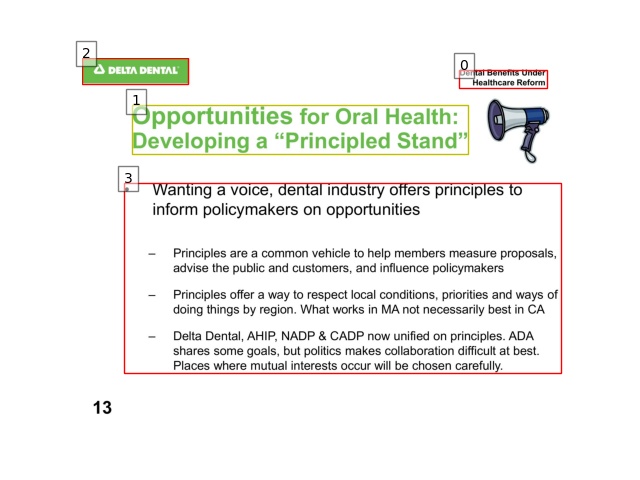 DELTA DENTAL
Dental Benefits Under
Healthcare Reform
Opportunities for Oral Health:
Developing a “Principled Stand”
Wanting a voice, dental industry offers principles to
inform policymakers on opportunities
– Principles are a common vehicle to help members measure proposals,
advise the public and customers, and influence policymakers
– Principles offer a way to respect local conditions, priorities and ways of
doing things by region. What works in MA not necessarily best in CA
– Delta Dental, AHIP, NADP & CADP now unified on principles. ADA
shares some goals, but politics makes collaboration difficult at best.
Places where mutual interests occur will be chosen carefully.
13
2
0
1
3